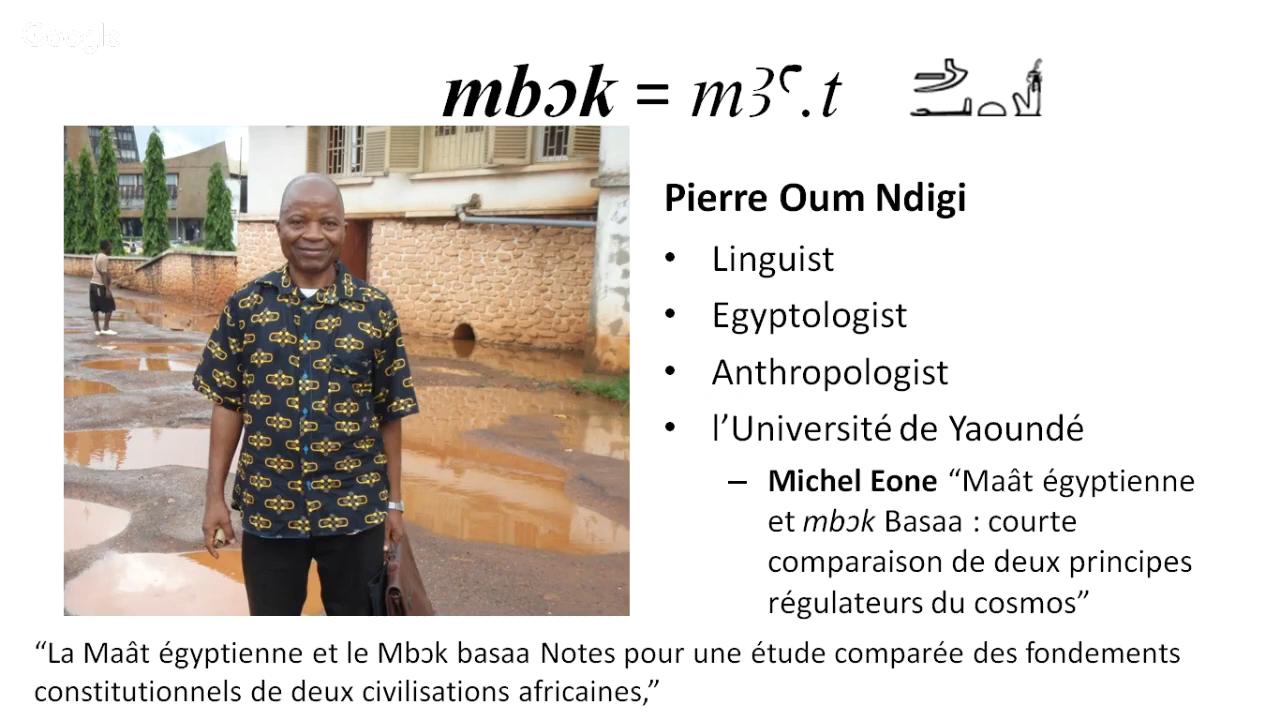 Google
mbɔk = mꜣꜥ.t
Pierre Oum Ndigi
• Linguist
• Egyptologist
• Anthropologist
• l’Université de Yaoundé
– Michel Eone “Maât égyptienne
et mbɔk Basaa : courte
comparaison de deux principes
régulateurs du cosmos”
“La Maât égyptienne et le Mbɔk basaa Notes pour une étude comparée des fondements
constitutionnels de deux civilisations africaines,”